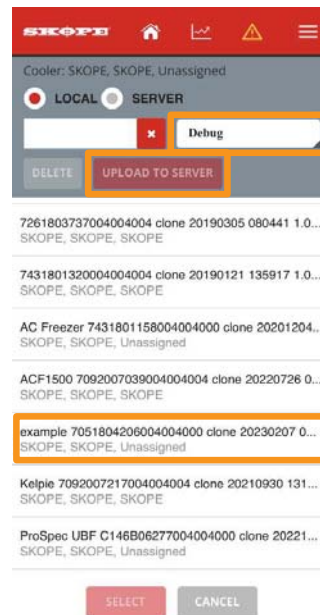 SKOPE
Cooler: SKOPE, SKOPE, Unassigned
LOCAL SERVER
× Debug
DELETE UPLOAD TO SERVER
7261803737004004004 clone 20190305 080441 1.0...
SKOPE, SKOPE, SKOPE
7431801320004004004 clone 20190121 135917 1.0...
SKOPE, SKOPE, SKOPE
AC Freezer 7431801158004004000 clone 20201204...
SKOPE, SKOPE, Unassigned
ACF1500 7092007039004004004 clone 20220726 0...
SKOPE, SKOPE, SKOPE
example 7051804206004004000 clone 20230207 0...
SKOPE, SKOPE, Unassigned
Kelpie 7092007217004004004 clone 20210930 131...
SKOPE, SKOPE, SKOPE
ProSpec UBF C146B06277004004000 clone 20221...
SKOPE, SKOPE, Unassigned
SELECT CANCEL